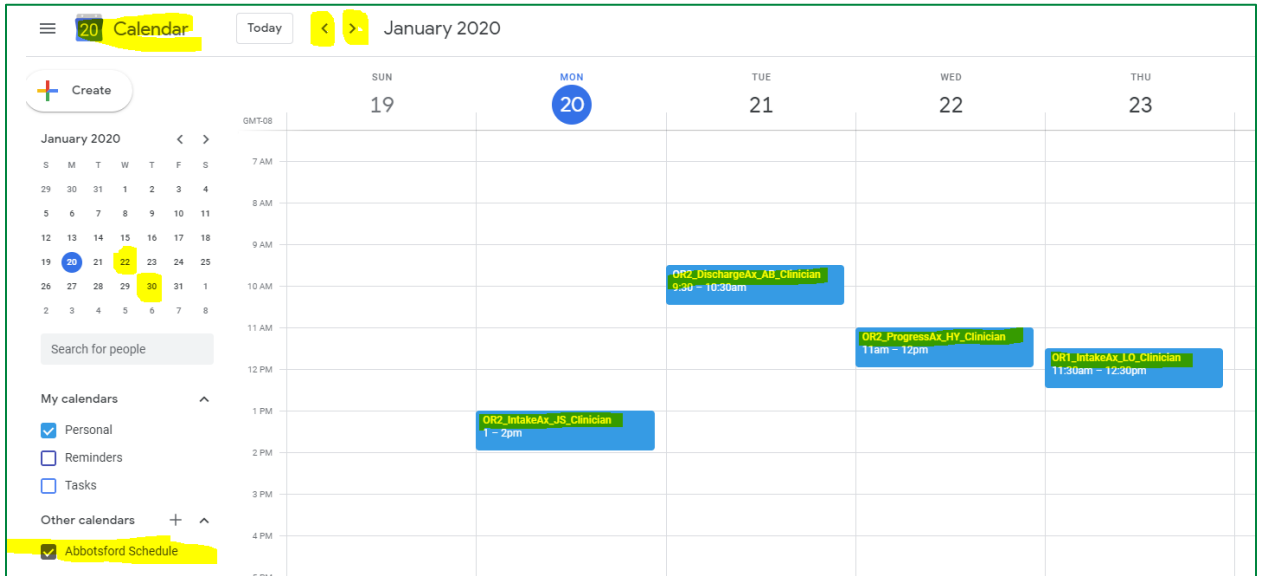 20 Calendar Today < > January 2020
Create
SUN MON TUE WED THU
19 20 21 22 23
GMT-08
January 2020 < >
S M T W T F S
29 30 31 1 2 3 4
5 6 7 8 9 10 11
12 13 14 15 16 17 18
19 20 21 22 23 24 25
26 27 28 29 30 31 1
2 3 4 5 6 7 8
Search for people
My calendars
Personal
Reminders
Tasks
Other calendars +
Abbotsford Schedule
7 AM
8 AM
9 AM
10 AM
11 AM
12 PM
1 PM
2 PM
3 PM
4 PM
5 PM
OR2_IntakeAx_JS_Clinician
1 – 2pm
OR2_DischargeAx_AB_Clinician
9:30 – 10:30am
OR2_ProgressAx_HY_Clinician
11am – 12pm
OR1_IntakeAx_LO_Clinician
11:30am – 12:30pm